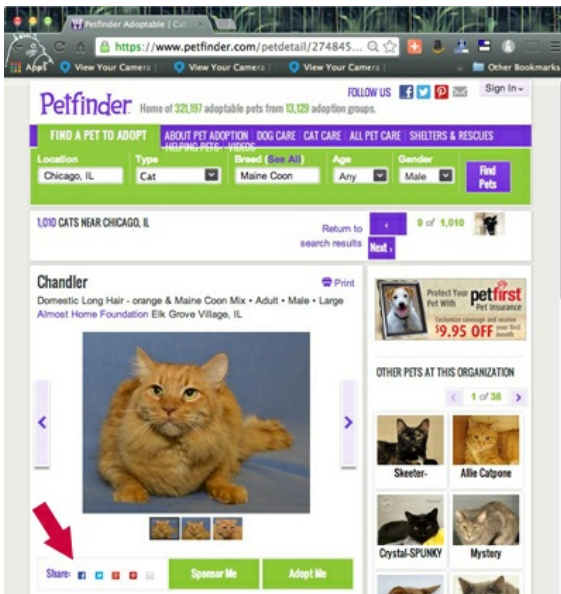 Petfinder Adoptable | Cat
https://www.petfinder.com/petdetail/274845...
Apps View Your Camera View Your Camera View Your Camera » Other Bookmarks
FOLLOW US Sign In
Petfinder Home of 321,197 adoptable pets from 13,129 adoption groups.
FIND A PET TO ADOPT ABOUT PET ADOPTION DOG CARE CAT CARE ALL PET CARE SHELTERS & RESCUES
HELPING PETS VIDEOS
Location Type Breed (See All) Age Gender
Chicago, IL Cat Maine Coon Any Male Find
Pets
1,010 CATS NEAR CHICAGO, IL
Return to
search results
‹ 9 of 1,010
Next ›
Chandler Print
Domestic Long Hair - orange & Maine Coon Mix • Adult • Male • Large
Almost Home Foundation Elk Grove Village, IL
Protect Your
Pet With
petfirst
Pet Insurance
Customize coverage and receive
$9.95 OFF your first
month
OTHER PETS AT THIS ORGANIZATION
‹ 1 of 38 ›
Skeeter- Allie Catpone
Crystal-SPUNKY Mystery
Share: Sponsor Me Adopt Me